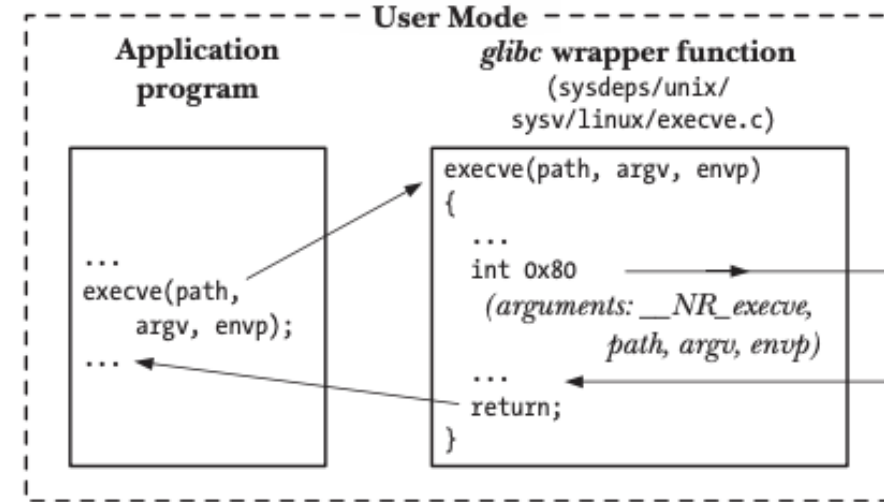 User Mode
Application
program
...
execve(path,
argv, envp);
...
glibc wrapper function
(sysdeps/unix/
sysv/linux/execve.c)
execve(path, argv, envp)
{
...
int 0x80
(arguments: __NR_execve,
path, argv, envp)
...
return;
}